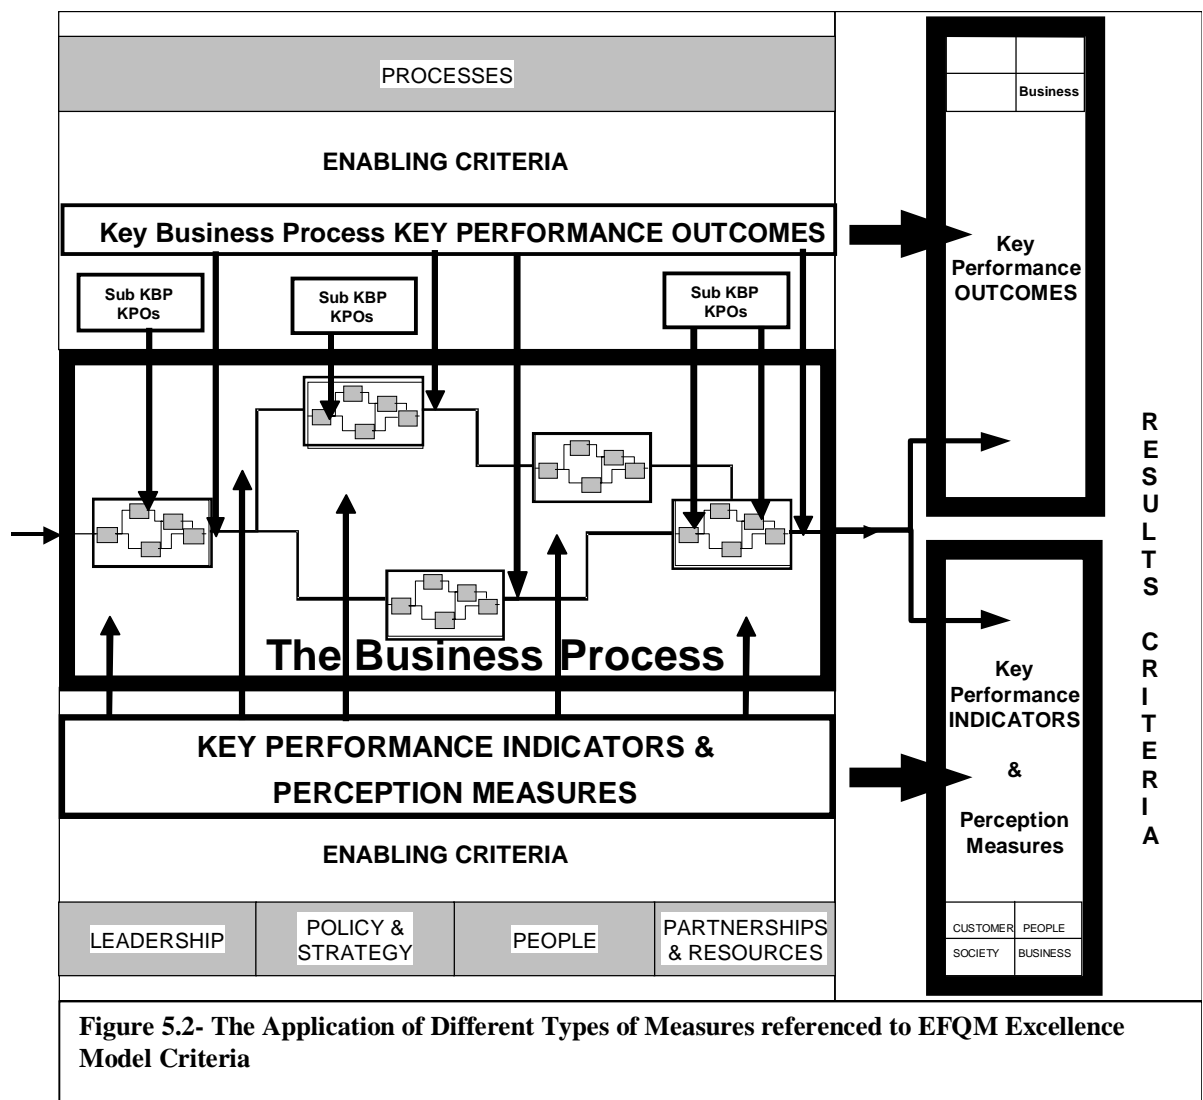 PROCESSES
Business
ENABLING CRITERIA
Key Business Process KEY PERFORMANCE OUTCOMES
Key
Performance
OUTCOMES
Sub KBP
KPOs
Sub KBP
KPOs
Sub KBP
KPOs
The Business Process
RESULTS CRITERIA
KEY PERFORMANCE INDICATORS &
PERCEPTION MEASURES
Key
Performance
INDICATORS
&
Perception
Measures
ENABLING CRITERIA
LEADERSHIP
POLICY &
STRATEGY
PEOPLE
PARTNERSHIPS
& RESOURCES
CUSTOMER PEOPLE
SOCIETY BUSINESS
Figure 5.2- The Application of Different Types of Measures referenced to EFQM Excellence
Model Criteria